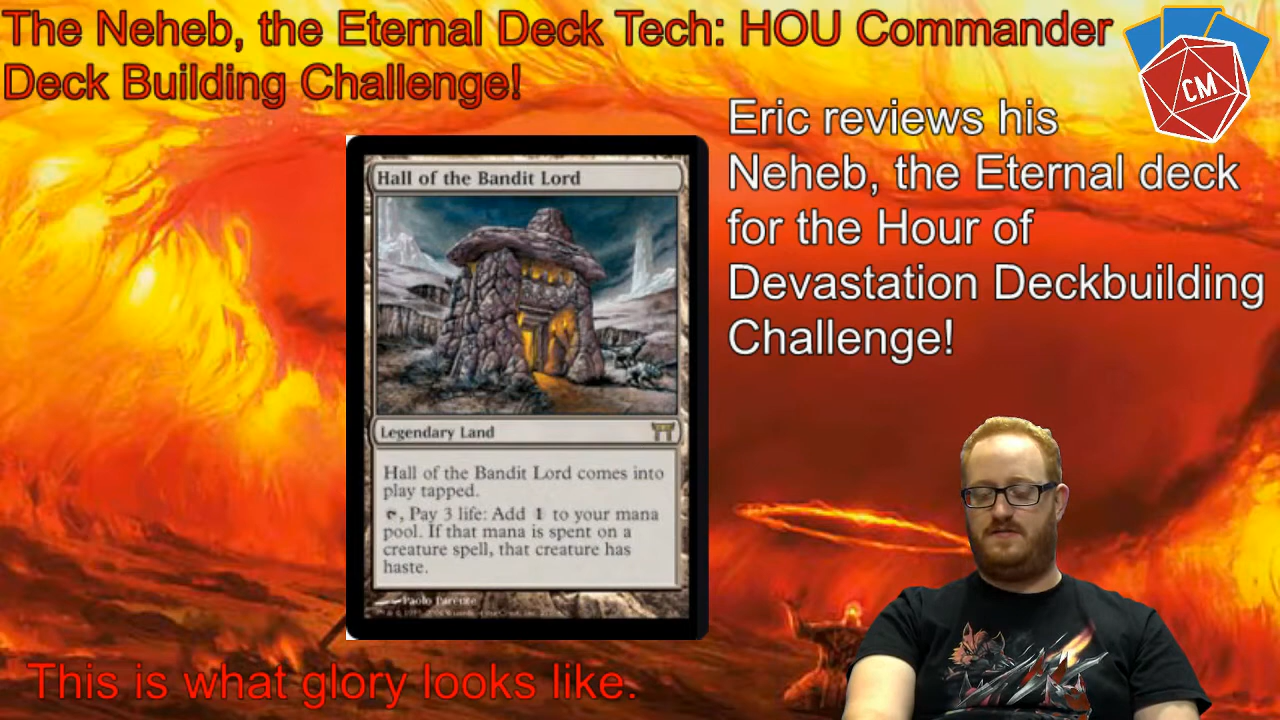 The Neheb, the Eternal Deck Tech: HOU Commander
Deck Building Challenge!
CM
Eric reviews his
Neheb, the Eternal deck
for the Hour of
Devastation Deckbuilding
Challenge!
Hall of the Bandit Lord
Legendary Land
Hall of the Bandit Lord comes into
play tapped.
, Pay 3 life: Add 1 to your mana
pool. If that mana is spent on a
creature spell, that creature has
haste.
This is what glory looks like.